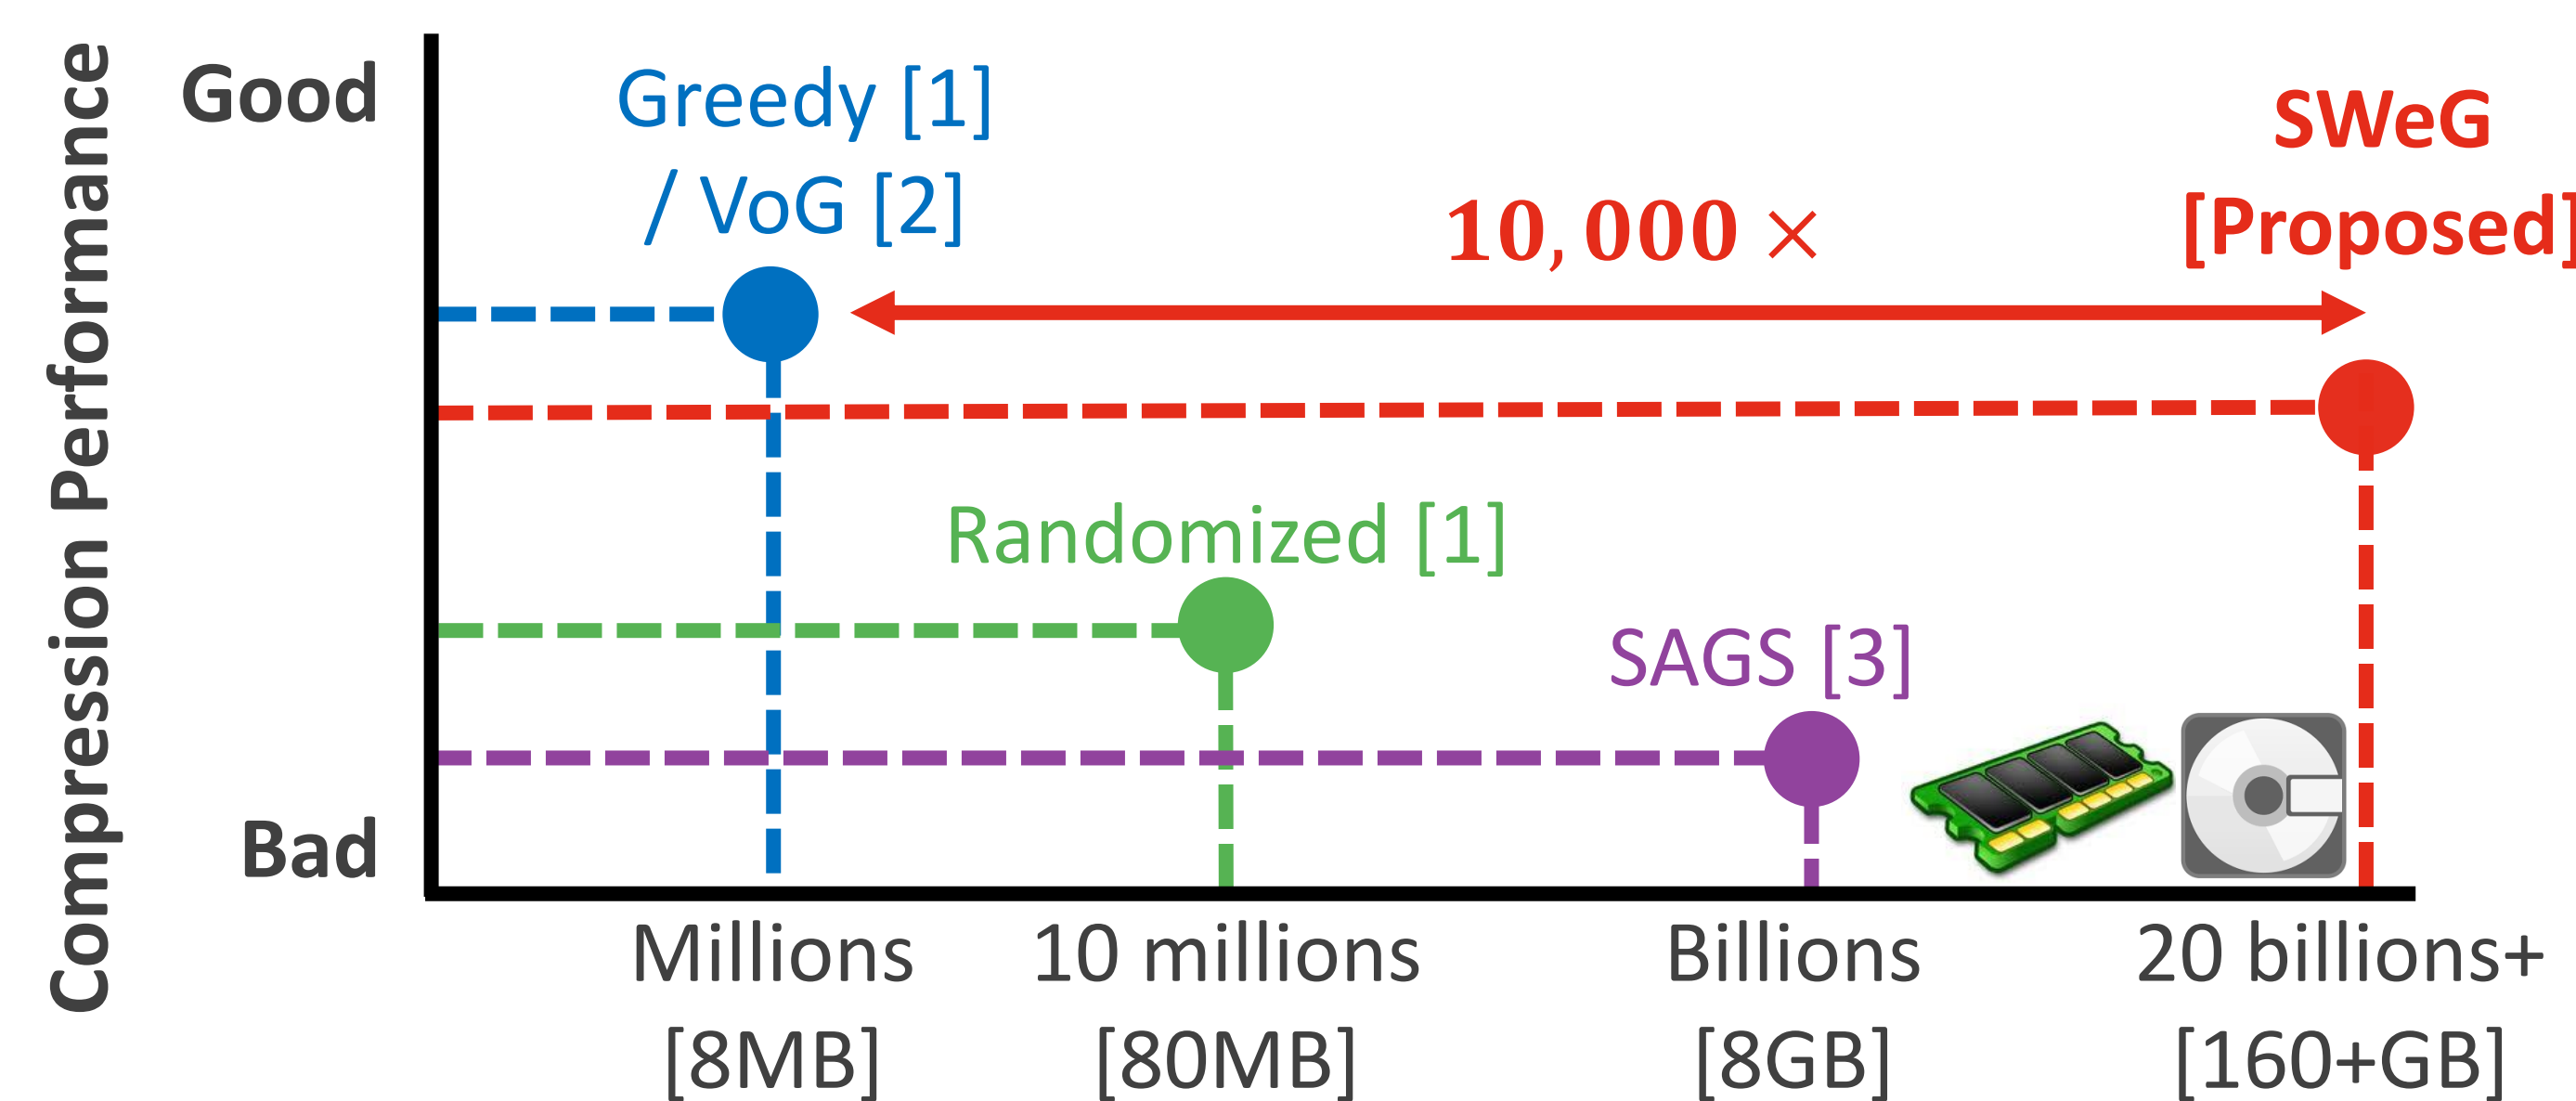 Compression Performance
Good
Bad
Greedy [1]
/ VoG [2]
10,000 ×
SWeG
[Proposed]
Randomized [1]
SAGS [3]
Millions
[8MB]
10 millions
[80MB]
Billions
[8GB]
20 billions+
[160+GB]